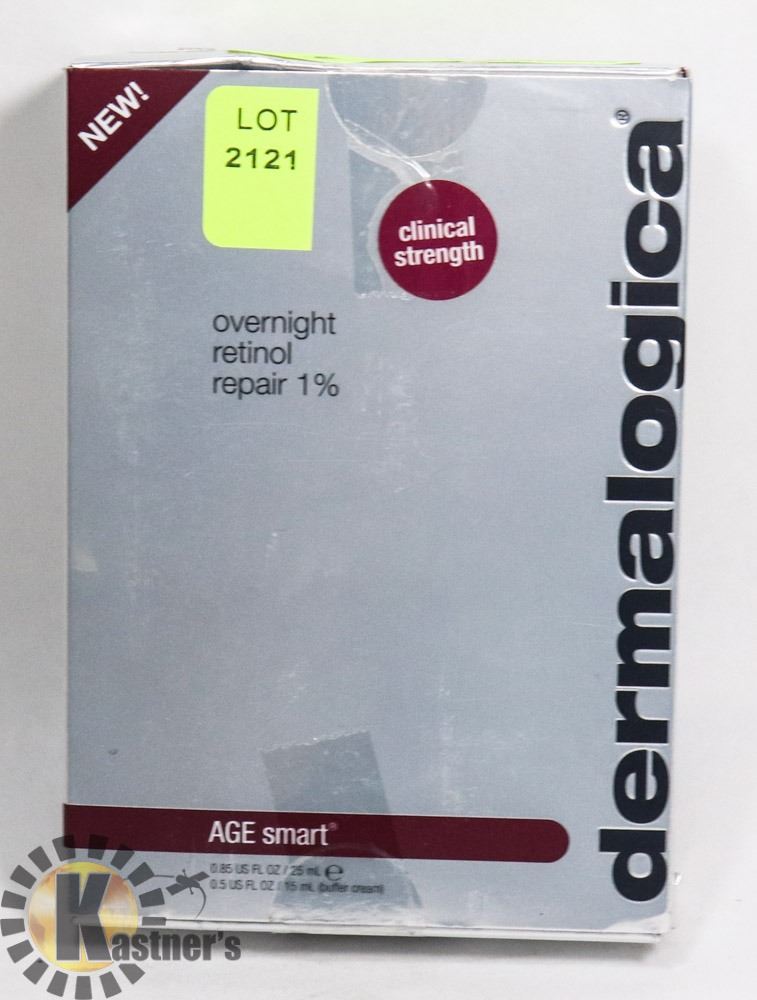 NEW!
LOT
2121
clinical
strength
overnight
retinol
repair 1%
dermalogica®
AGE smart®
0.85 US FL OZ / 25 mL ℮
0.5 US FL OZ / 15 mL (buffer cream)
Kastner's